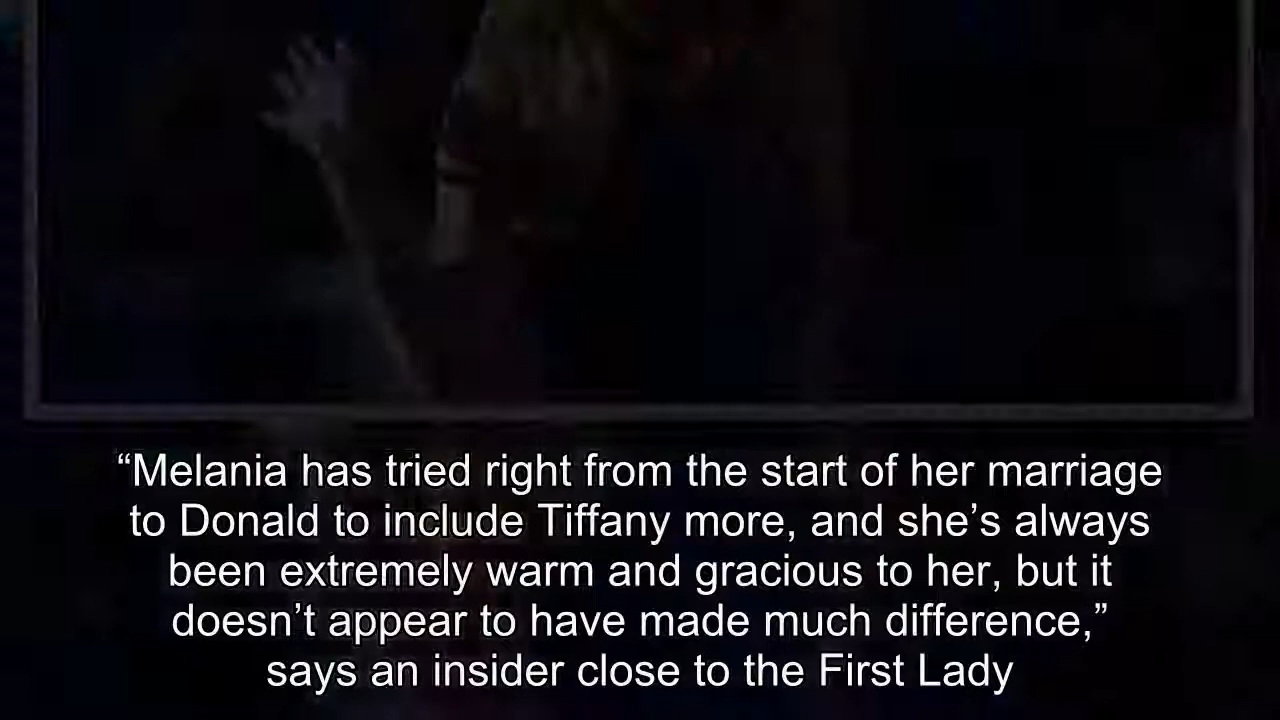 “Melania has tried right from the start of her marriage
to Donald to include Tiffany more, and she’s always
been extremely warm and gracious to her, but it
doesn’t appear to have made much difference,”
says an insider close to the First Lady